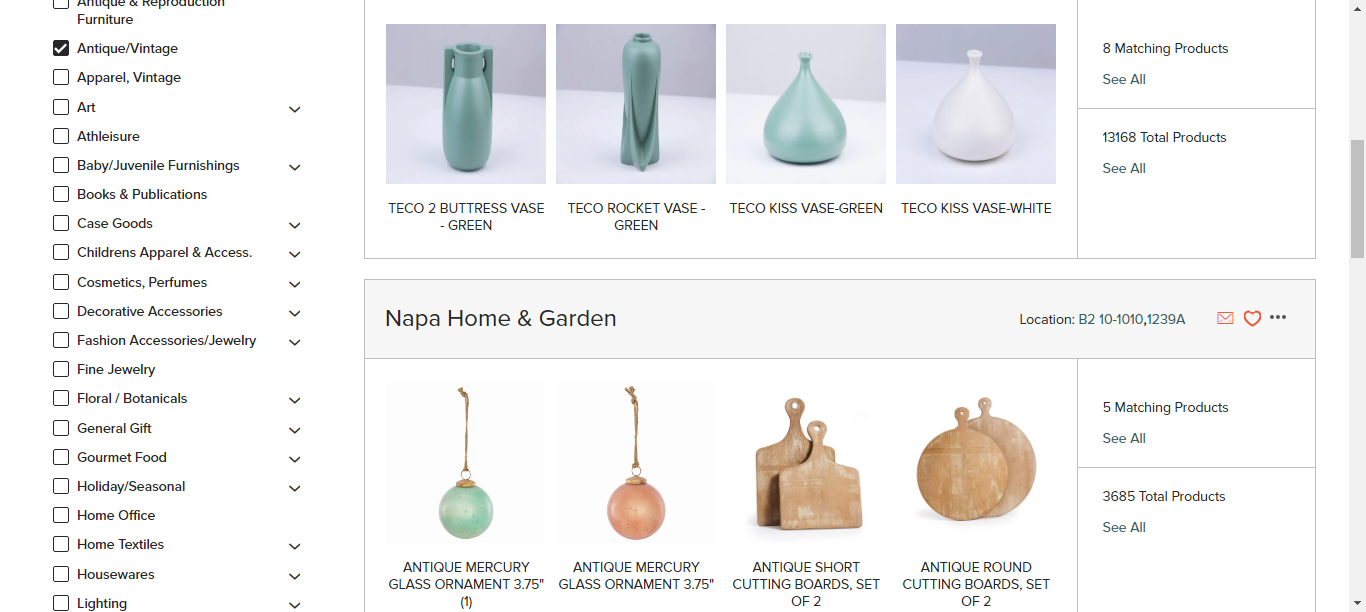 Antique & Reproduction
Furniture
Antique/Vintage
Apparel, Vintage
Art
Athleisure
Baby/Juvenile Furnishings
Books & Publications
Case Goods
Childrens Apparel & Access.
Cosmetics, Perfumes
Decorative Accessories
Fashion Accessories/Jewelry
Fine Jewelry
Floral / Botanicals
General Gift
Gourmet Food
Holiday/Seasonal
Home Office
Home Textiles
Housewares
Lighting
TECO 2 BUTTRESS VASE
- GREEN
TECO ROCKET VASE -
GREEN
TECO KISS VASE-GREEN
TECO KISS VASE-WHITE
8 Matching Products
See All
13168 Total Products
See All
Napa Home & Garden
Location: B2 10-1010,1239A
ANTIQUE MERCURY
GLASS ORNAMENT 3.75"
(1)
ANTIQUE MERCURY
GLASS ORNAMENT 3.75"
ANTIQUE SHORT
CUTTING BOARDS, SET
OF 2
ANTIQUE ROUND
CUTTING BOARDS, SET
OF 2
5 Matching Products
See All
3685 Total Products
See All